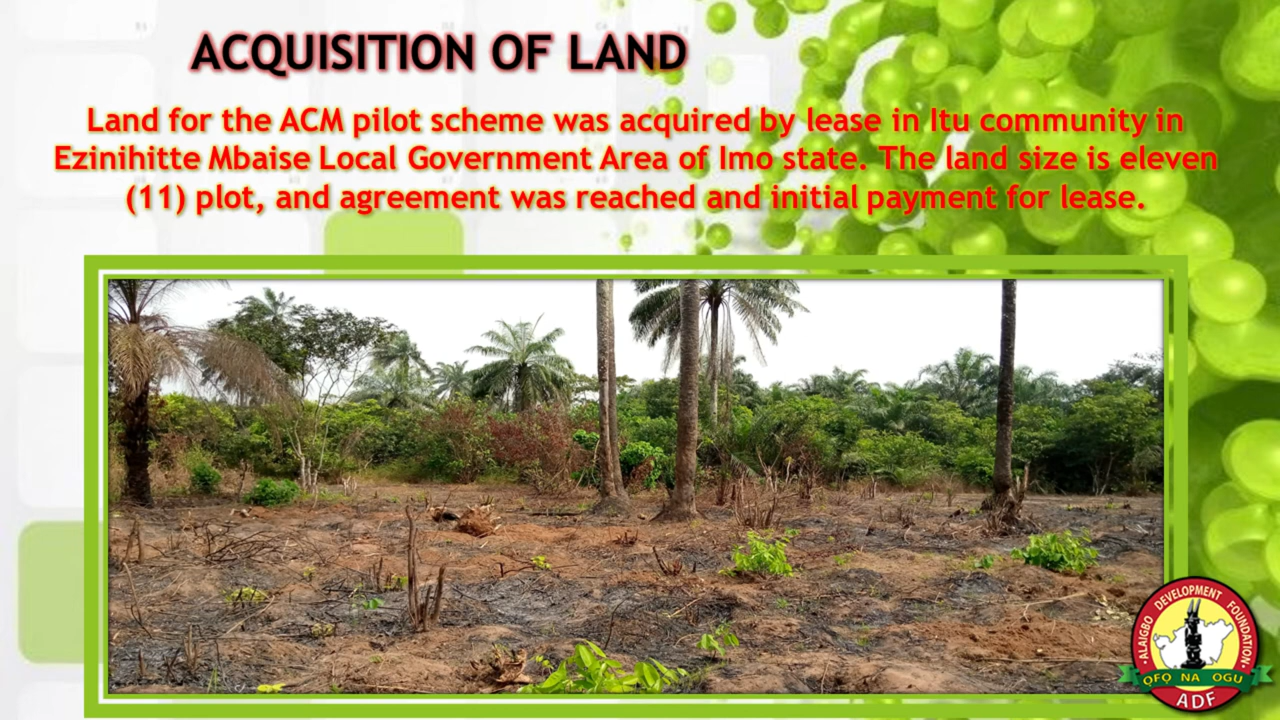 ACQUISITION OF LAND
Land for the ACM pilot scheme was acquired by lease in Itu community in
Ezinihitte Mbaise Local Government Area of Imo state. The land size is eleven
(11) plot, and agreement was reached and initial payment for lease.
· ALAIGBO DEVELOPMENT FOUNDATION ·
ỌFỌ NA OGU
ADF